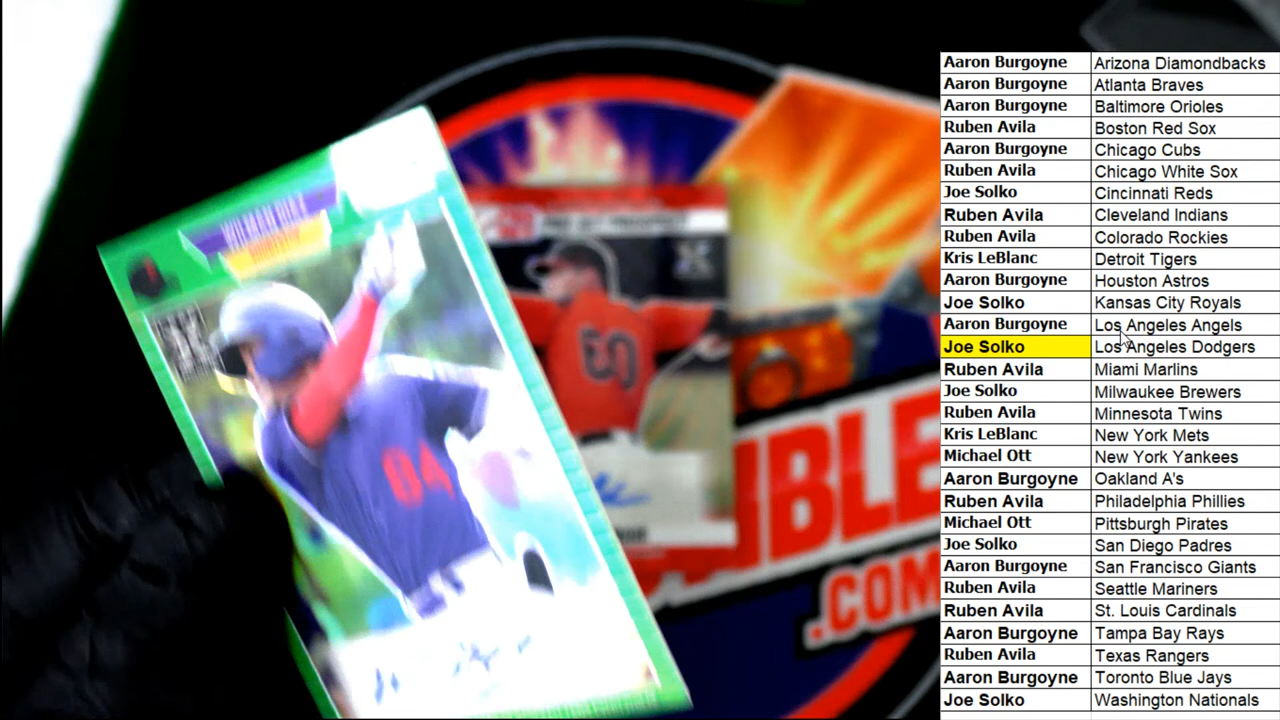 84
60
IBLE
.COM
Aaron Burgoyne Arizona Diamondbacks
Aaron Burgoyne Atlanta Braves
Aaron Burgoyne Baltimore Orioles
Ruben Avila Boston Red Sox
Aaron Burgoyne Chicago Cubs
Ruben Avila Chicago White Sox
Joe Solko Cincinnati Reds
Ruben Avila Cleveland Indians
Ruben Avila Colorado Rockies
Kris LeBlanc Detroit Tigers
Aaron Burgoyne Houston Astros
Joe Solko Kansas City Royals
Aaron Burgoyne Los Angeles Angels
Joe Solko Los Angeles Dodgers
Ruben Avila Miami Marlins
Joe Solko Milwaukee Brewers
Ruben Avila Minnesota Twins
Kris LeBlanc New York Mets
Michael Ott New York Yankees
Aaron Burgoyne Oakland A's
Ruben Avila Philadelphia Phillies
Michael Ott Pittsburgh Pirates
Joe Solko San Diego Padres
Aaron Burgoyne San Francisco Giants
Ruben Avila Seattle Mariners
Ruben Avila St. Louis Cardinals
Aaron Burgoyne Tampa Bay Rays
Ruben Avila Texas Rangers
Aaron Burgoyne Toronto Blue Jays
Joe Solko Washington Nationals